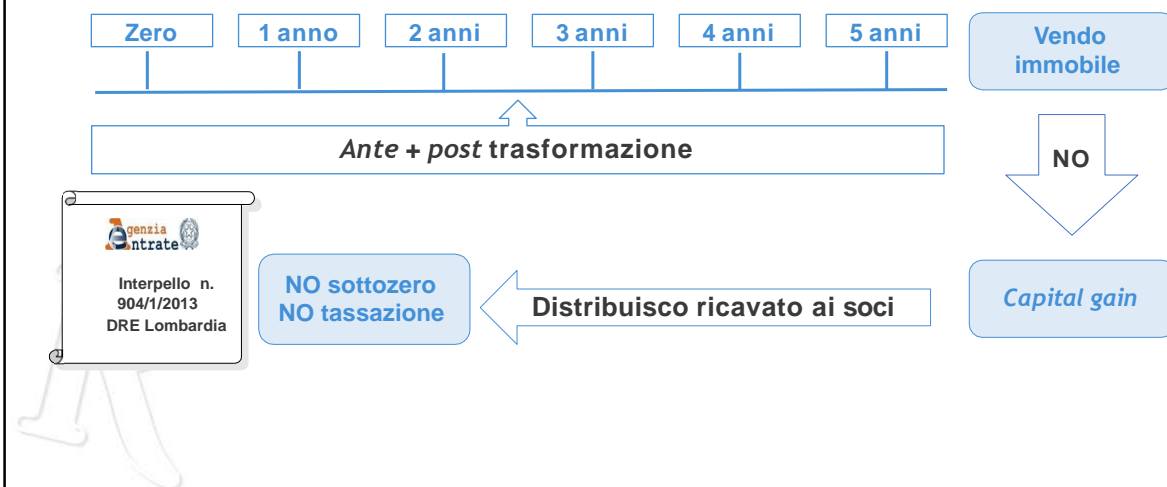 Zero
1 anno
2 anni
3 anni
4 anni
5 anni
Vendo
immobile
Ante + post trasformazione
NO
genzia
ntrate
Interpello n.
904/1/2013
DRE Lombardia
NO sottozero
NO tassazione
Distribuisco ricavato ai soci
Capital gain